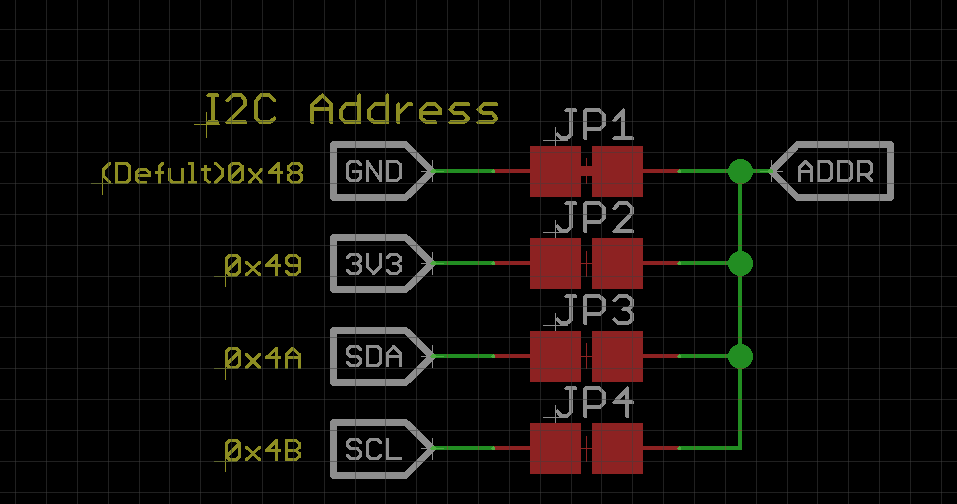 I2C Address
JP1
(Defult)0x48 GND ADDR
JP2
0x49 3V3
JP3
0x4A SDA
JP4
0x4B SCL